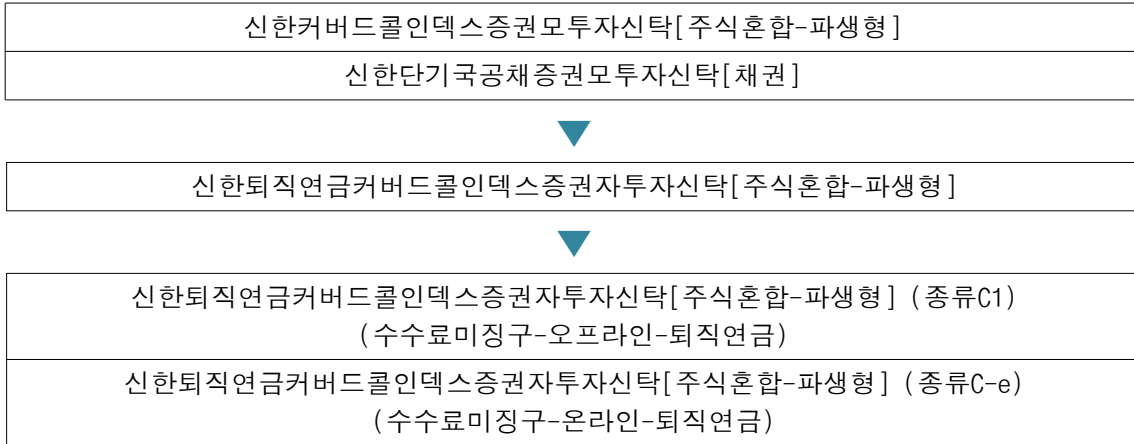 신한커버드콜인덱스증권모투자신탁[주식혼합-파생형]
신한단기국공채증권모투자신탁[채권]
신한퇴직연금커버드콜인덱스증권자투자신탁[주식혼합-파생형]
신한퇴직연금커버드콜인덱스증권자투자신탁[주식혼합-파생형] (종류C1)
(수수료미징구-오프라인-퇴직연금)
신한퇴직연금커버드콜인덱스증권자투자신탁[주식혼합-파생형] (종류C-e)
(수수료미징구-온라인-퇴직연금)